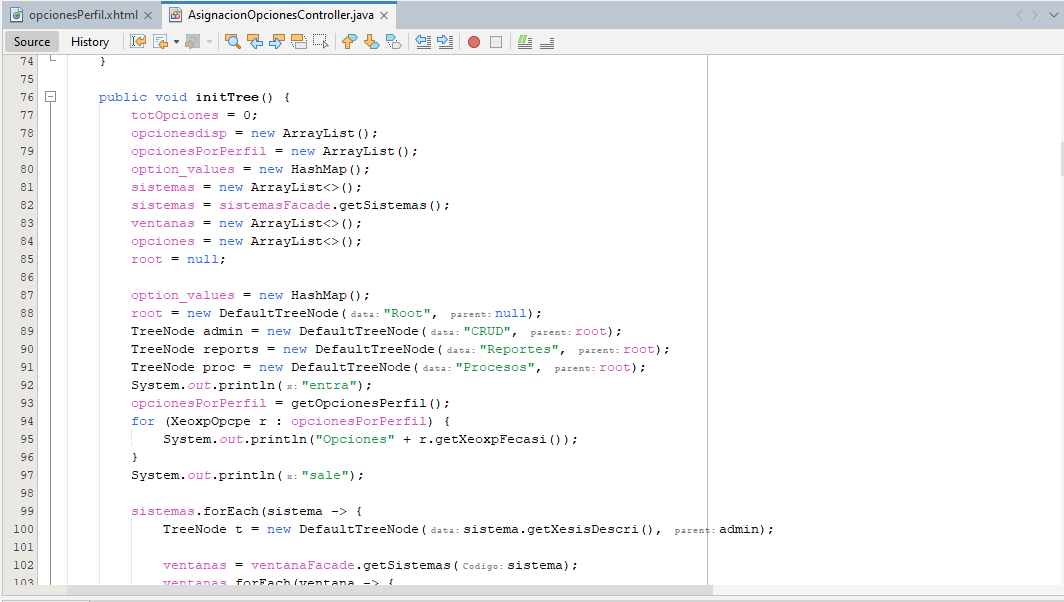 opcionesPerfil.xhtml
AsignacionOpcionesController.java
Source History
74 }
75
76 public void initTree() {
77 totOpciones = 0;
78 opcionesdisp = new ArrayList();
79 opcionesPorPerfil = new ArrayList();
80 option_values = new HashMap();
81 sistemas = new ArrayList<>();
82 sistemas = sistemasFacade.getSistemas();
83 ventanas = new ArrayList<>();
84 opciones = new ArrayList<>();
85 root = null;
86
87 option_values = new HashMap();
88 root = new DefaultTreeNode(data: "Root", parent: null);
89 TreeNode admin = new DefaultTreeNode(data: "CRUD", parent: root);
90 TreeNode reports = new DefaultTreeNode(data: "Reportes", parent: root);
91 TreeNode proc = new DefaultTreeNode(data: "Procesos", parent: root);
92 System.out.println(x: "entra");
93 opcionesPorPerfil = getOpcionesPerfil();
94 for (XeoxpOpcpe r : opcionesPorPerfil) {
95 System.out.println("Opciones" + r.getXeoxpFecasi());
96 }
97 System.out.println(x: "sale");
98
99 sistemas.forEach(sistema -> {
100 TreeNode t = new DefaultTreeNode(data: sistema.getXesisDescri(), parent: admin);
101
102 ventanas = ventanaFacade.getSistemas(Codigo: sistema);
103 ventanas.forEach(ventana -> {